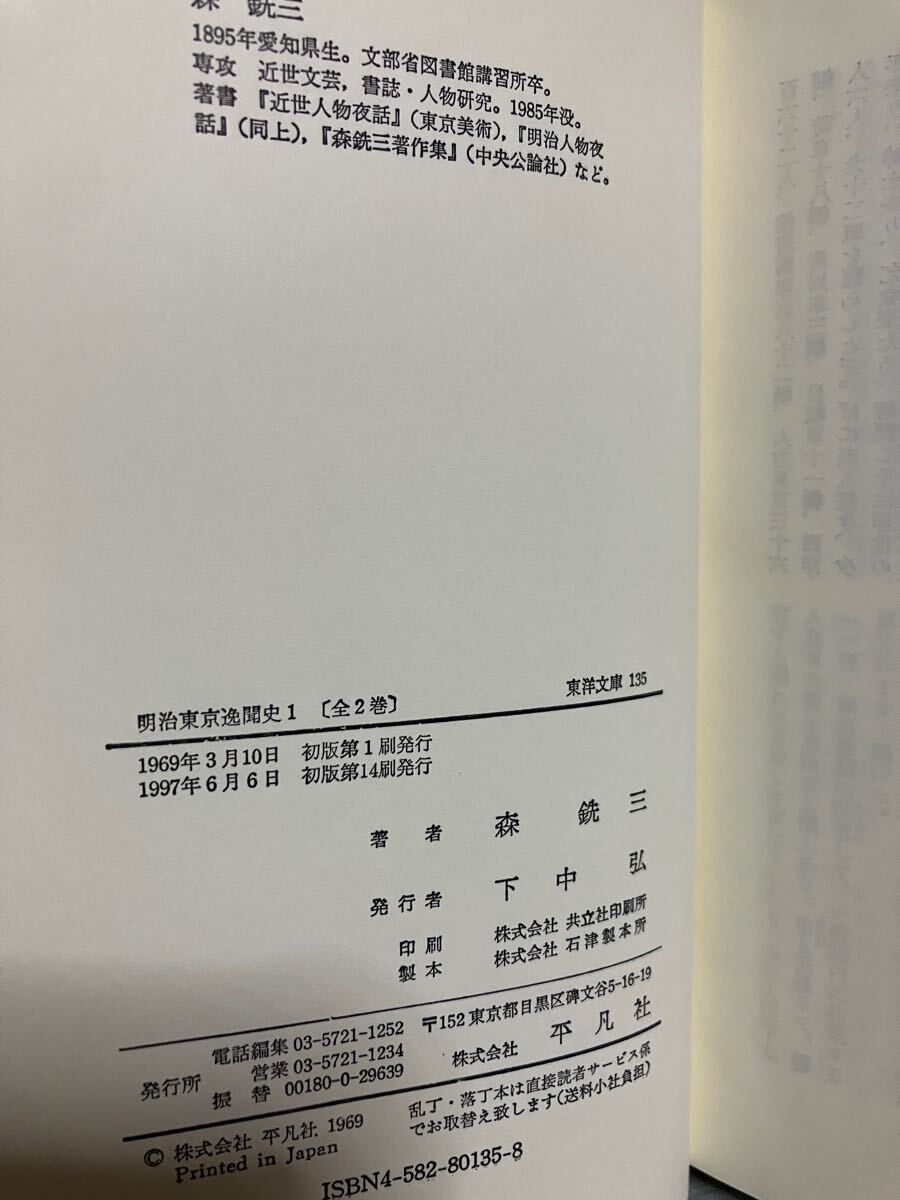 森 銑三
1895年愛知県生。文部省図書館講習所卒。
専攻 近世文芸，書誌・人物研究。1985年没。
著書 『近世人物夜話』（東京美術），『明治人物夜
話』（同上），『森銑三著作集』（中央公論社）など。
明治東京逸聞史1 〔全2巻〕 東洋文庫 135
1969年3月10日 初版第1刷発行
1997年6月6日 初版第14刷発行
著者 森 銑三
発行者 下中 弘
印刷 株式会社 共立社印刷所
製本 株式会社 石津製本所
発行所
電話編集 03-5721-1252
営業 03-5721-1234
振替 00180-0-29639
〒152 東京都目黒区碑文谷5-16-19
株式会社 平凡社
© 株式会社 平凡社 1969
Printed in Japan
乱丁・落丁本は直接読者サービス係
でお取替え致します（送料小社負担）
ISBN4-582-80135-8